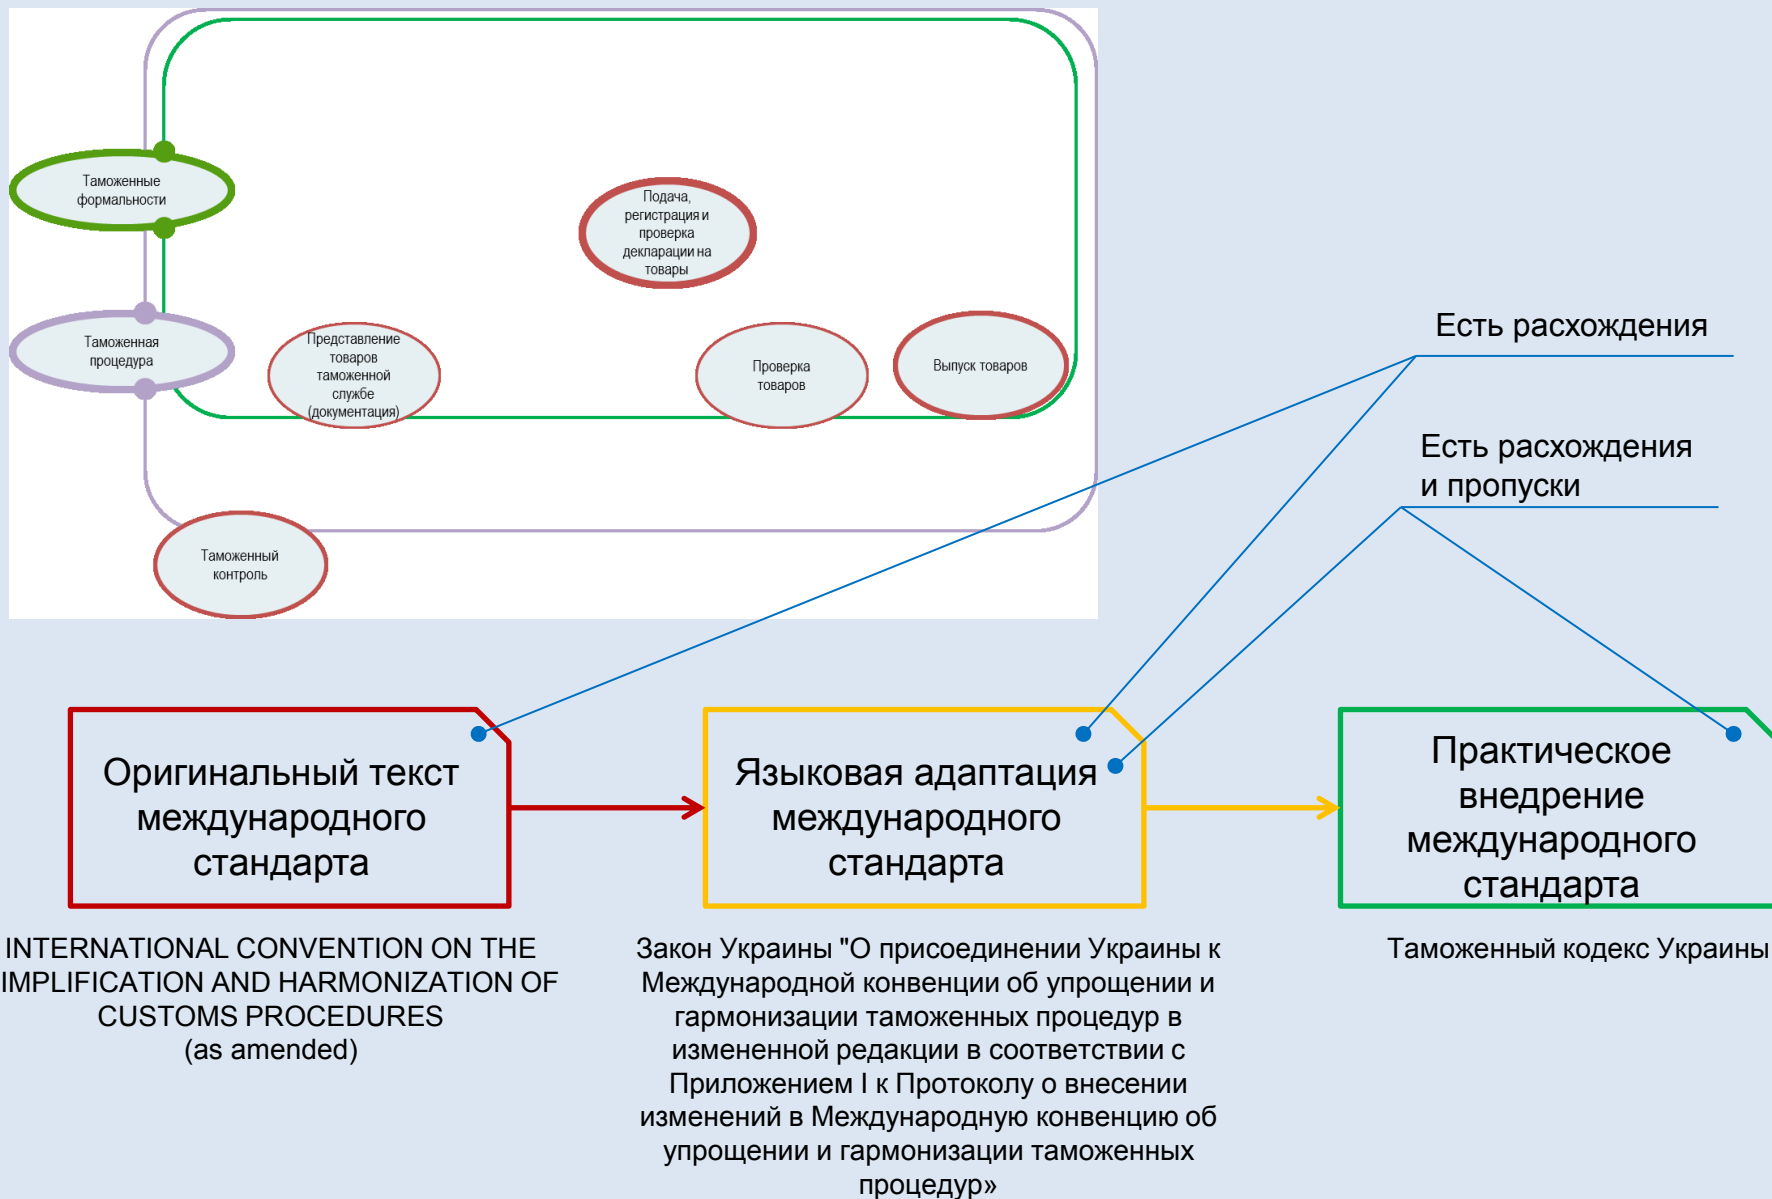 Таможенные
формальности
Подача,
регистрация и
проверка
декларации на
товары
Таможенная
процедура
Представление
товаров
таможенной
службе
(документация)
Проверка
товаров
Выпуск товаров
Таможенный
контроль
Есть расхождения
Есть расхождения
и пропуски
Оригинальный текст
международного
стандарта
Языковая адаптация
международного
стандарта
Практическое
внедрение
международного
стандарта
INTERNATIONAL CONVENTION ON THE
IMPLIFICATION AND HARMONIZATION OF
CUSTOMS PROCEDURES
(as amended)
Закон Украины "О присоединении Украины к
Международной конвенции об упрощении и
гармонизации таможенных процедур в
измененной редакции в соответствии с
Приложением I к Протоколу о внесении
изменений в Международную конвенцию об
упрощении и гармонизации таможенных
процедур»
Таможенный кодекс Украины